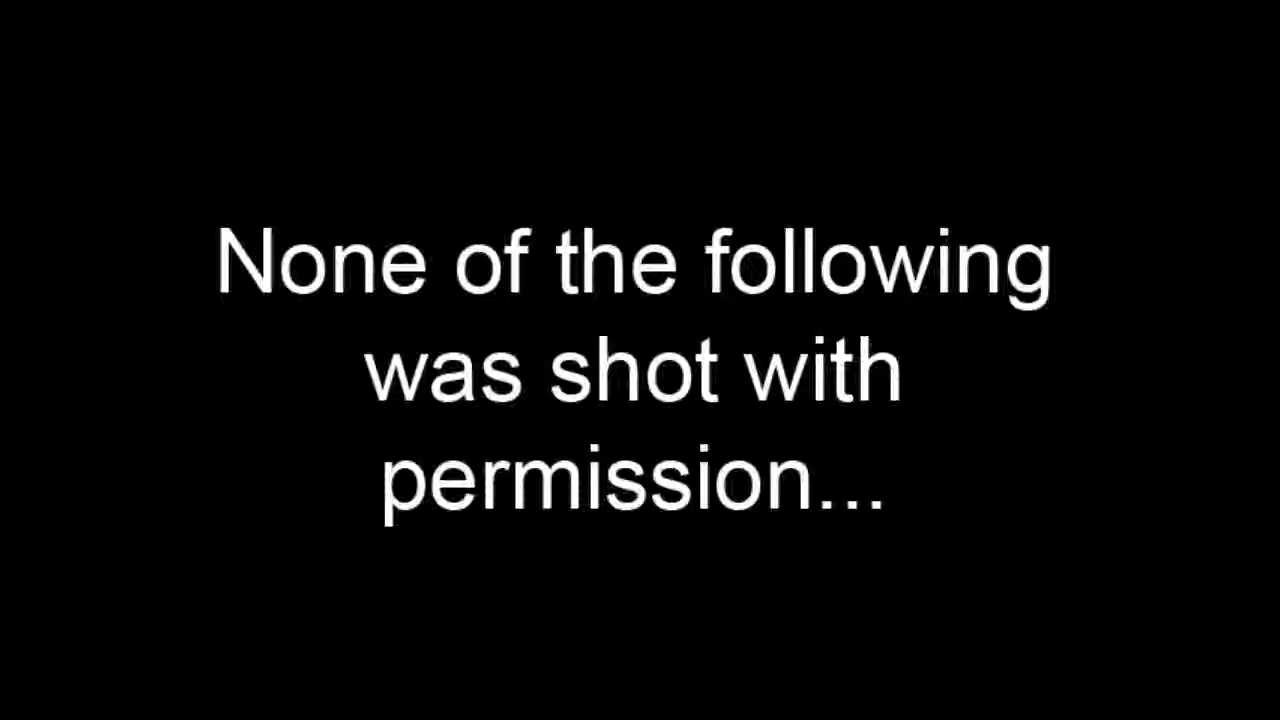 None of the following
was shot with
permission...